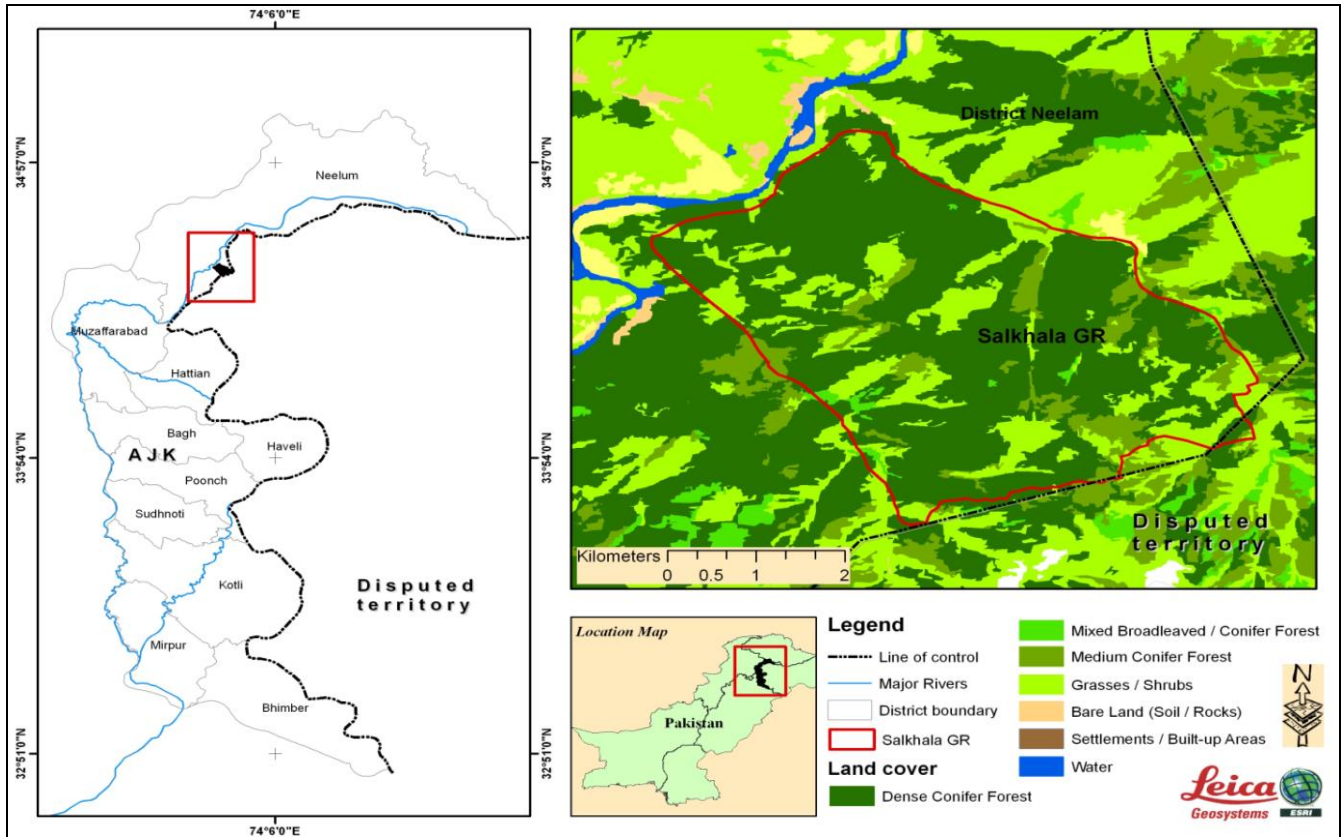 74°6'0"E
34°57'0"N
34°57'0"N
Neelum
Muzaffarabad
Hattian
Bagh
Haveli
AJK
33°54'0"N
33°54'0"N
Poonch
Sudhnoti
Kotli
Disputed
territory
Mirpur
Bhimber
32°51'0"N
32°51'0"N
74°6'0"E
District Neelam
Salkhala GR
Disputed
territory
Kilometers
0 0.5 1 2
Location Map
Pakistan
Legend
Line of control
Major Rivers
District boundary
Salkhala GR
Land cover
Dense Conifer Forest
Mixed Broadleaved / Conifer Forest
Medium Conifer Forest
Grasses / Shrubs
Bare Land (Soil / Rocks)
Settlements / Built-up Areas
Water
N
Leica
Geosystems
ESRI